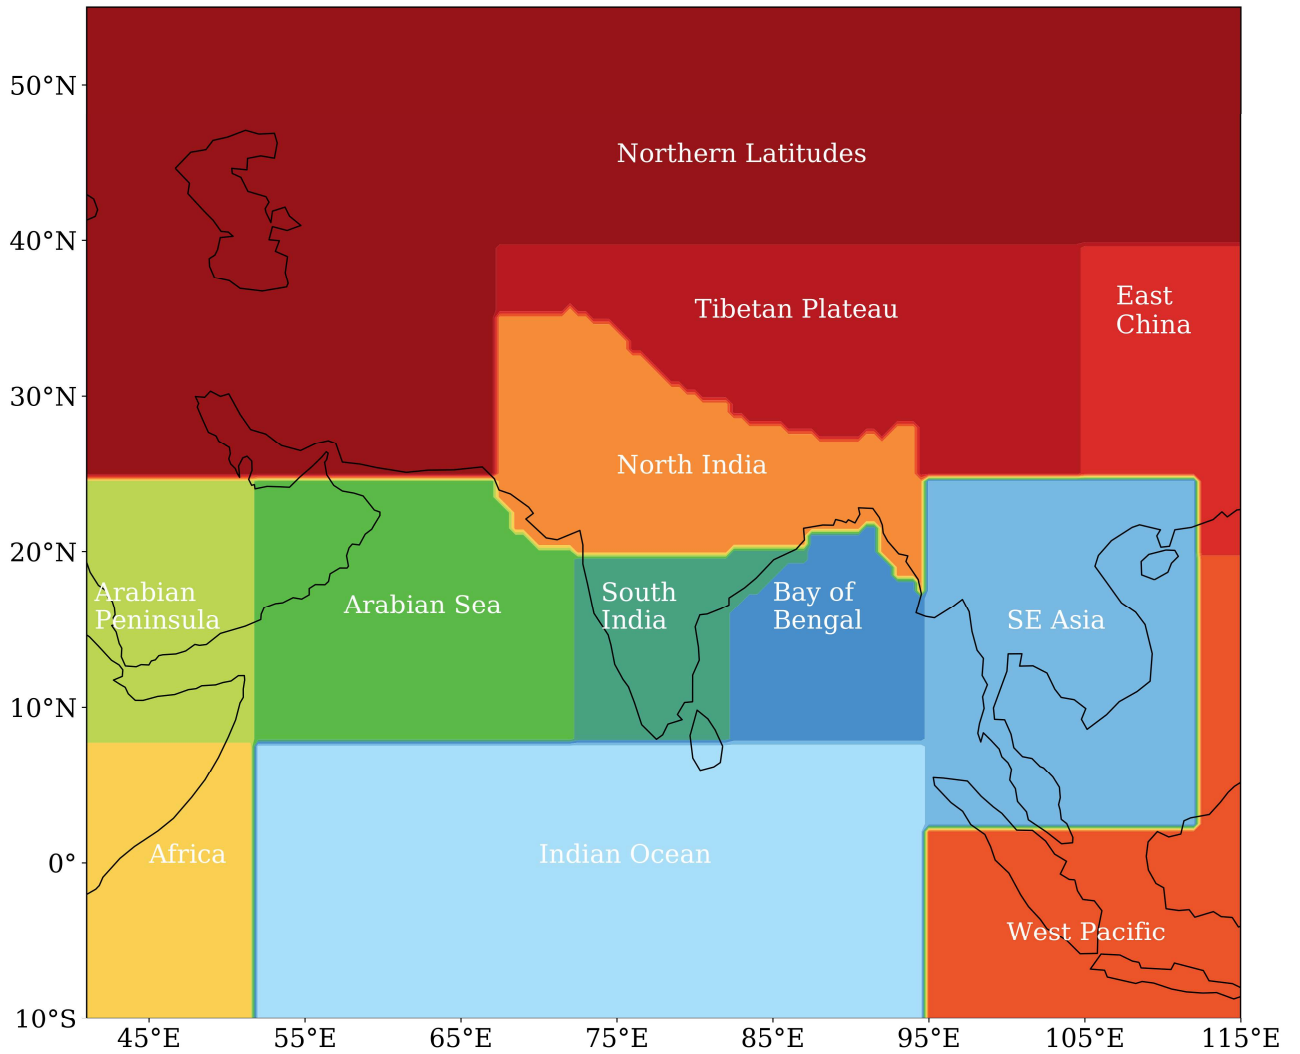 50°N
Northern Latitudes
40°N
East
China
Tibetan Plateau
30°N
North India
20°N
Arabian
Peninsula
Arabian Sea
South
India
Bay of
Bengal
SE Asia
10°N
0°
Africa
Indian Ocean
West Pacific
10°S
45°E
55°E
65°E
75°E
85°E
95°E
105°E
115°E